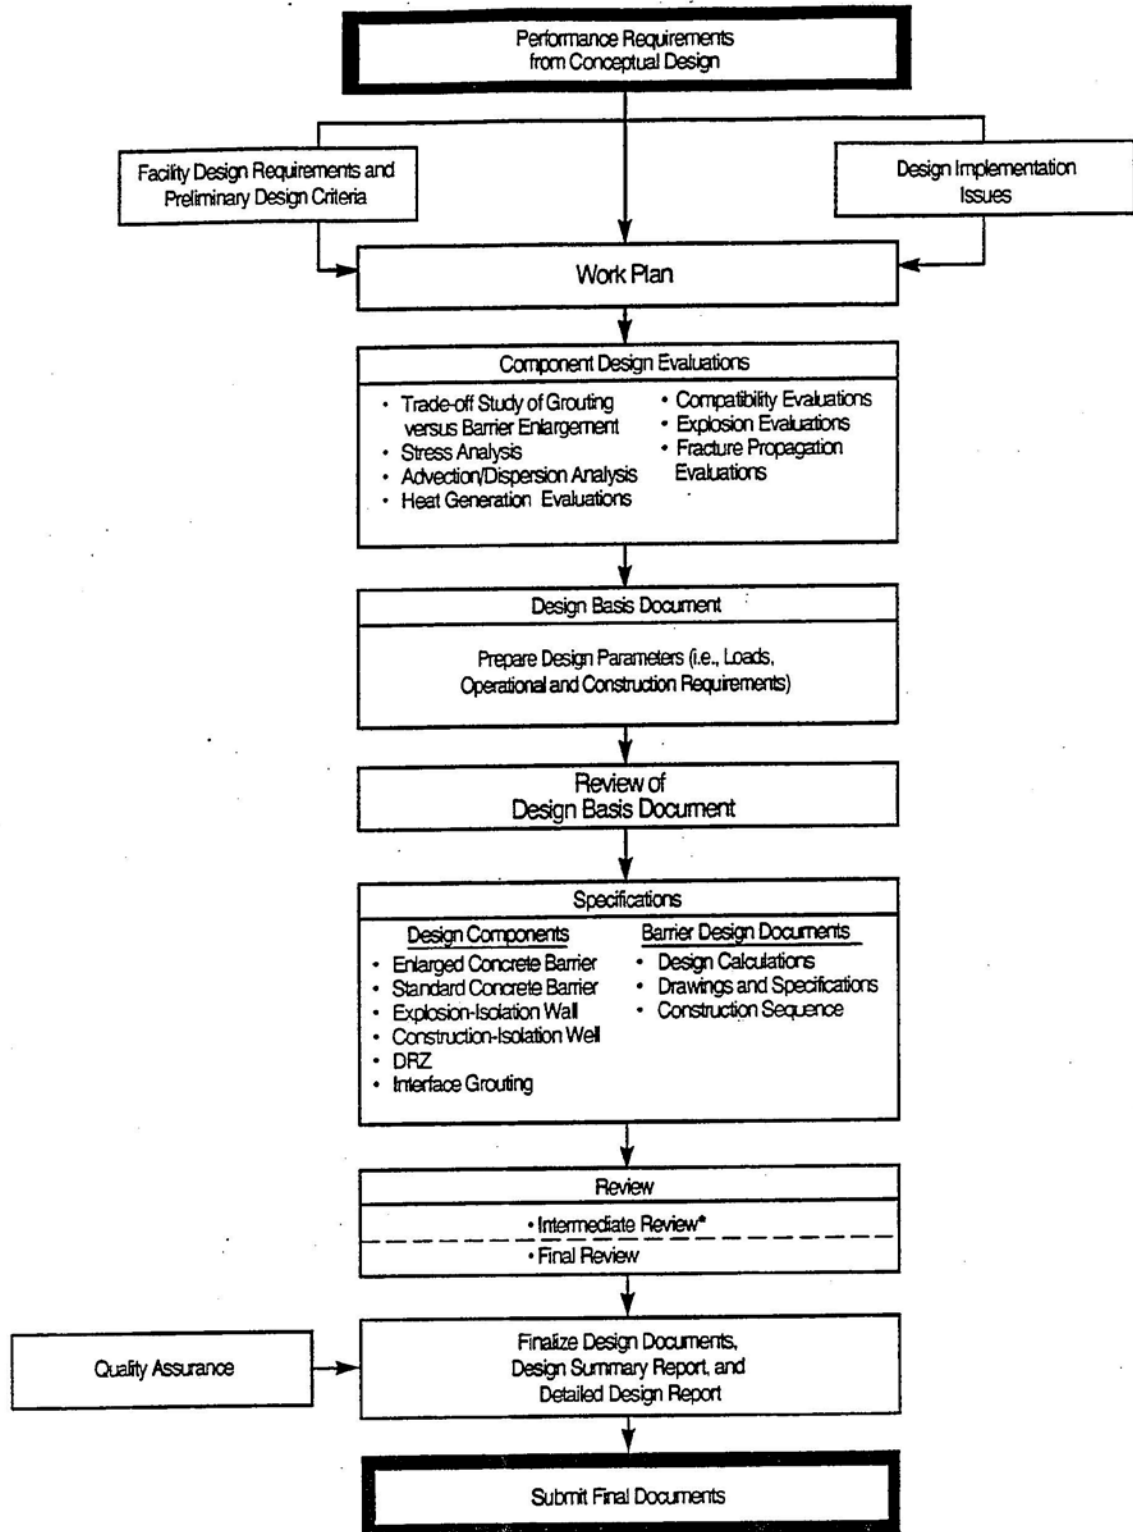 Performance Requirements
from Conceptual Design
Facility Design Requirements and
Preliminary Design Criteria
Design Implementation
Issues
Work Plan
Component Design Evaluations
• Trade-off Study of Grouting
versus Barrier Enlargement
• Stress Analysis
• Advection/Dispersion Analysis
• Heat Generation Evaluations
• Compatibility Evaluations
• Explosion Evaluations
• Fracture Propagation
Evaluations
Design Basis Document
Prepare Design Parameters (i.e., Loads,
Operational and Construction Requirements)
Review of
Design Basis Document
Specifications
Design Components
• Enlarged Concrete Barrier
• Standard Concrete Barrier
• Explosion-Isolation Wall
• Construction-Isolation Well
• DRZ
• Interface Grouting
Barrier Design Documents
• Design Calculations
• Drawings and Specifications
• Construction Sequence
Review
• Intermediate Review*
• Final Review
Quality Assurance
Finalize Design Documents,
Design Summary Report, and
Detailed Design Report
Submit Final Documents